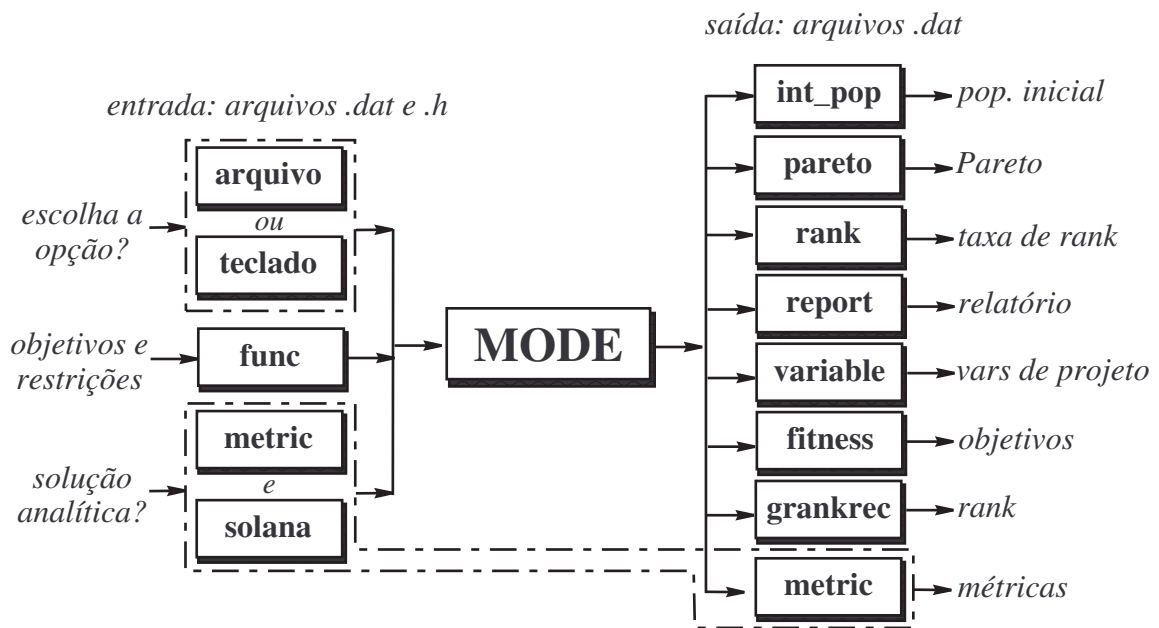 saída: arquivos .dat
entrada: arquivos .dat e .h
escolha a
opção?
arquivo
ou
teclado
objetivos e
restrições
func
solução
analítica?
metric
e
solana
MODE
int_pop
pop. inicial
pareto
Pareto
rank
taxa de rank
report
relatório
variable
vars de projeto
fitness
objetivos
grankrec
rank
metric
métricas